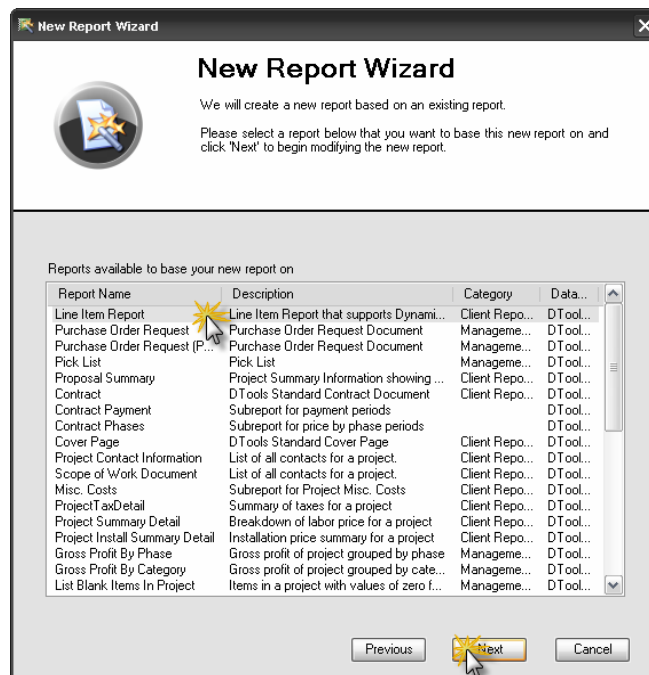 New Report Wizard
New Report Wizard
We will create a new report based on an existing report.
Please select a report below that you want to base this new report on and
click 'Next' to begin modifying the new report.
Reports available to base your new report on
Report Name Description Category Data...
Line Item Report Line Item Report that supports Dynami... Client Repo... DTool...
Purchase Order Request Purchase Order Request Document Manageme... DTool...
Purchase Order Request (P... Purchase Order Request Document Manageme... DTool...
Pick List Pick List Manageme... DTool...
Proposal Summary Project Summary Information showing ... Client Repo... DTool...
Contract DTools Standard Contract Document Client Repo... DTool...
Contract Payment Subreport for payment periods DTool...
Contract Phases Subreport for price by phase periods DTool...
Cover Page DTools Standard Cover Page Client Repo... DTool...
Project Contact Information List of all contacts for a project. Client Repo... DTool...
Scope of Work Document List of all contacts for a project. Client Repo... DTool...
Misc. Costs Subreport for Project Misc. Costs Client Repo... DTool...
ProjectTaxDetail Summary of taxes for a project Client Repo... DTool...
Project Summary Detail Breakdown of labor price for a project Client Repo... DTool...
Project Install Summary Detail Installation price summary for a project Client Repo... DTool...
Gross Profit By Phase Gross profit of project grouped by phase Manageme... DTool...
Gross Profit By Category Gross profit of project grouped by cate... Manageme... DTool...
List Blank Items In Project Items in a project with values of zero f... Manageme... DTool...
Previous Next Cancel